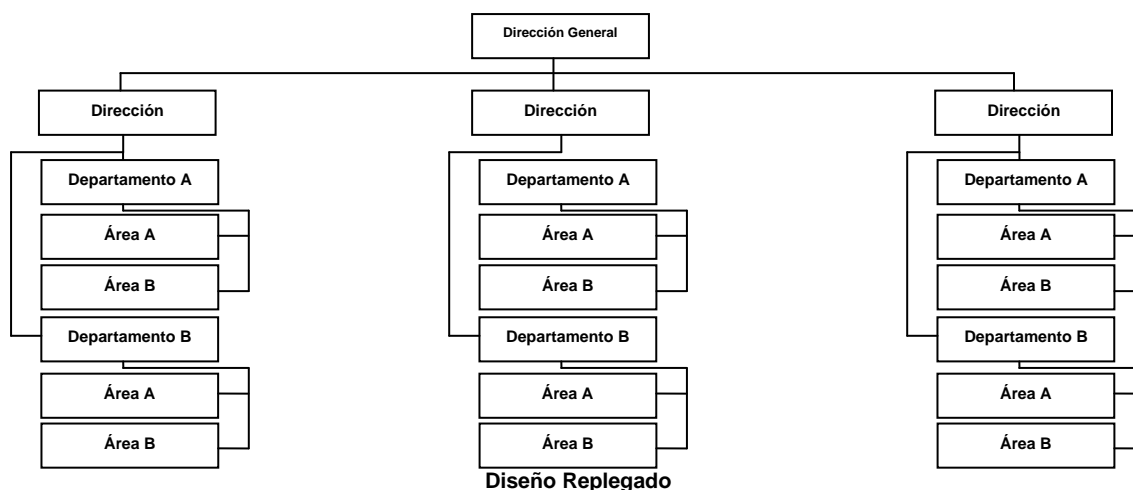 Dirección General
Dirección
Dirección
Dirección
Departamento A
Departamento A
Departamento A
Área A
Área A
Área A
Área B
Área B
Área B
Departamento B
Departamento B
Departamento B
Área A
Área A
Área A
Área B
Área B
Área B
Diseño Replegado